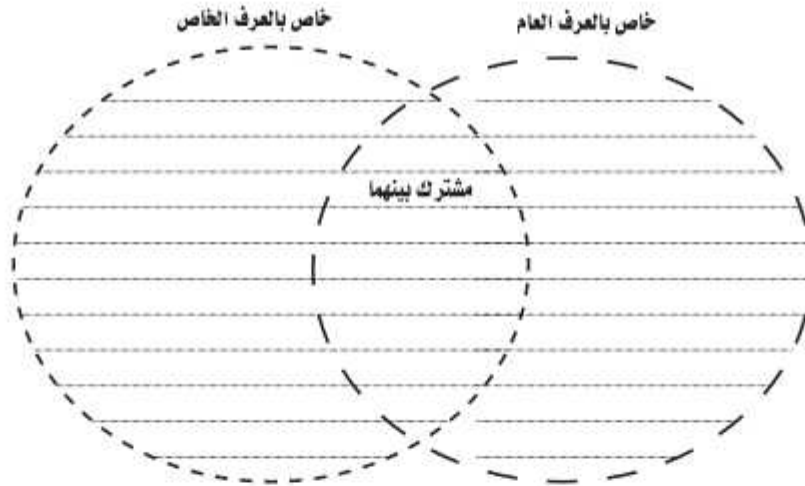 خاص بالعرف العام
خاص بالعرف الخاص
مشترك بينهما